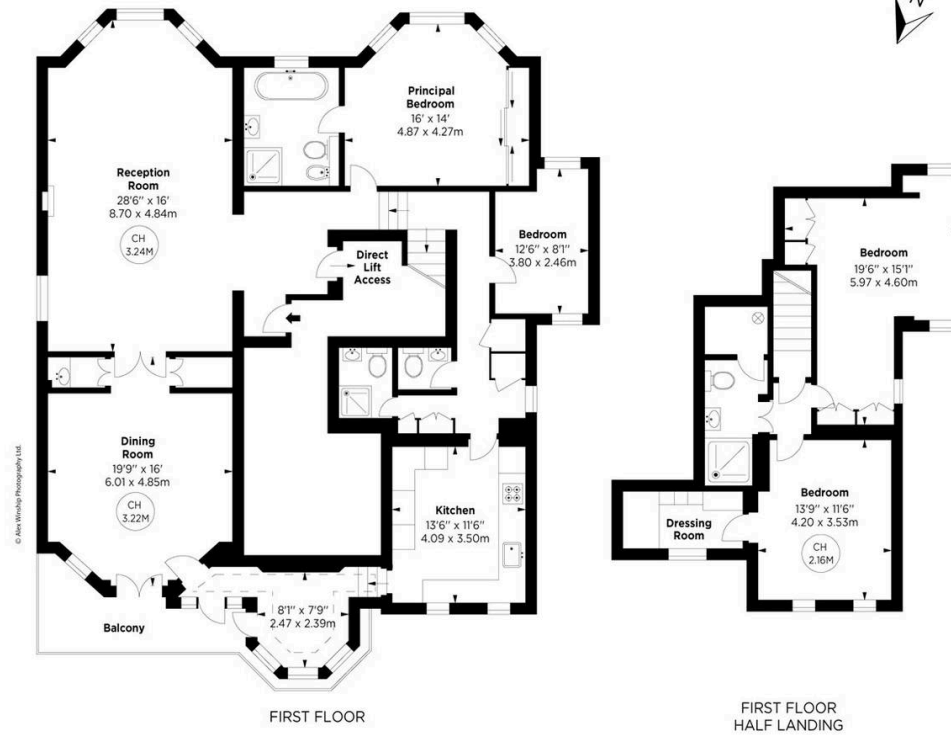 N
Principal
Bedroom
16' x 14'
4.87 x 4.27m
Reception
Room
28'6" x 16'
8.70 x 4.84m
CH
3.24M
Bedroom
12'6" x 8'1"
3.80 x 2.46m
Direct
Lift
Access
Dining
Room
19'9" x 16'
6.01 x 4.85m
CH
3.22M
Kitchen
13'6" x 11'6"
4.09 x 3.50m
8'1" x 7'9"
2.47 x 2.39m
Balcony
FIRST FLOOR
Bedroom
19'6" x 15'1"
5.97 x 4.60m
Bedroom
13'9" x 11'6"
4.20 x 3.53m
CH
2.16M
Dressing
Room
FIRST FLOOR
HALF LANDING
© Alex Winship Photography Ltd.